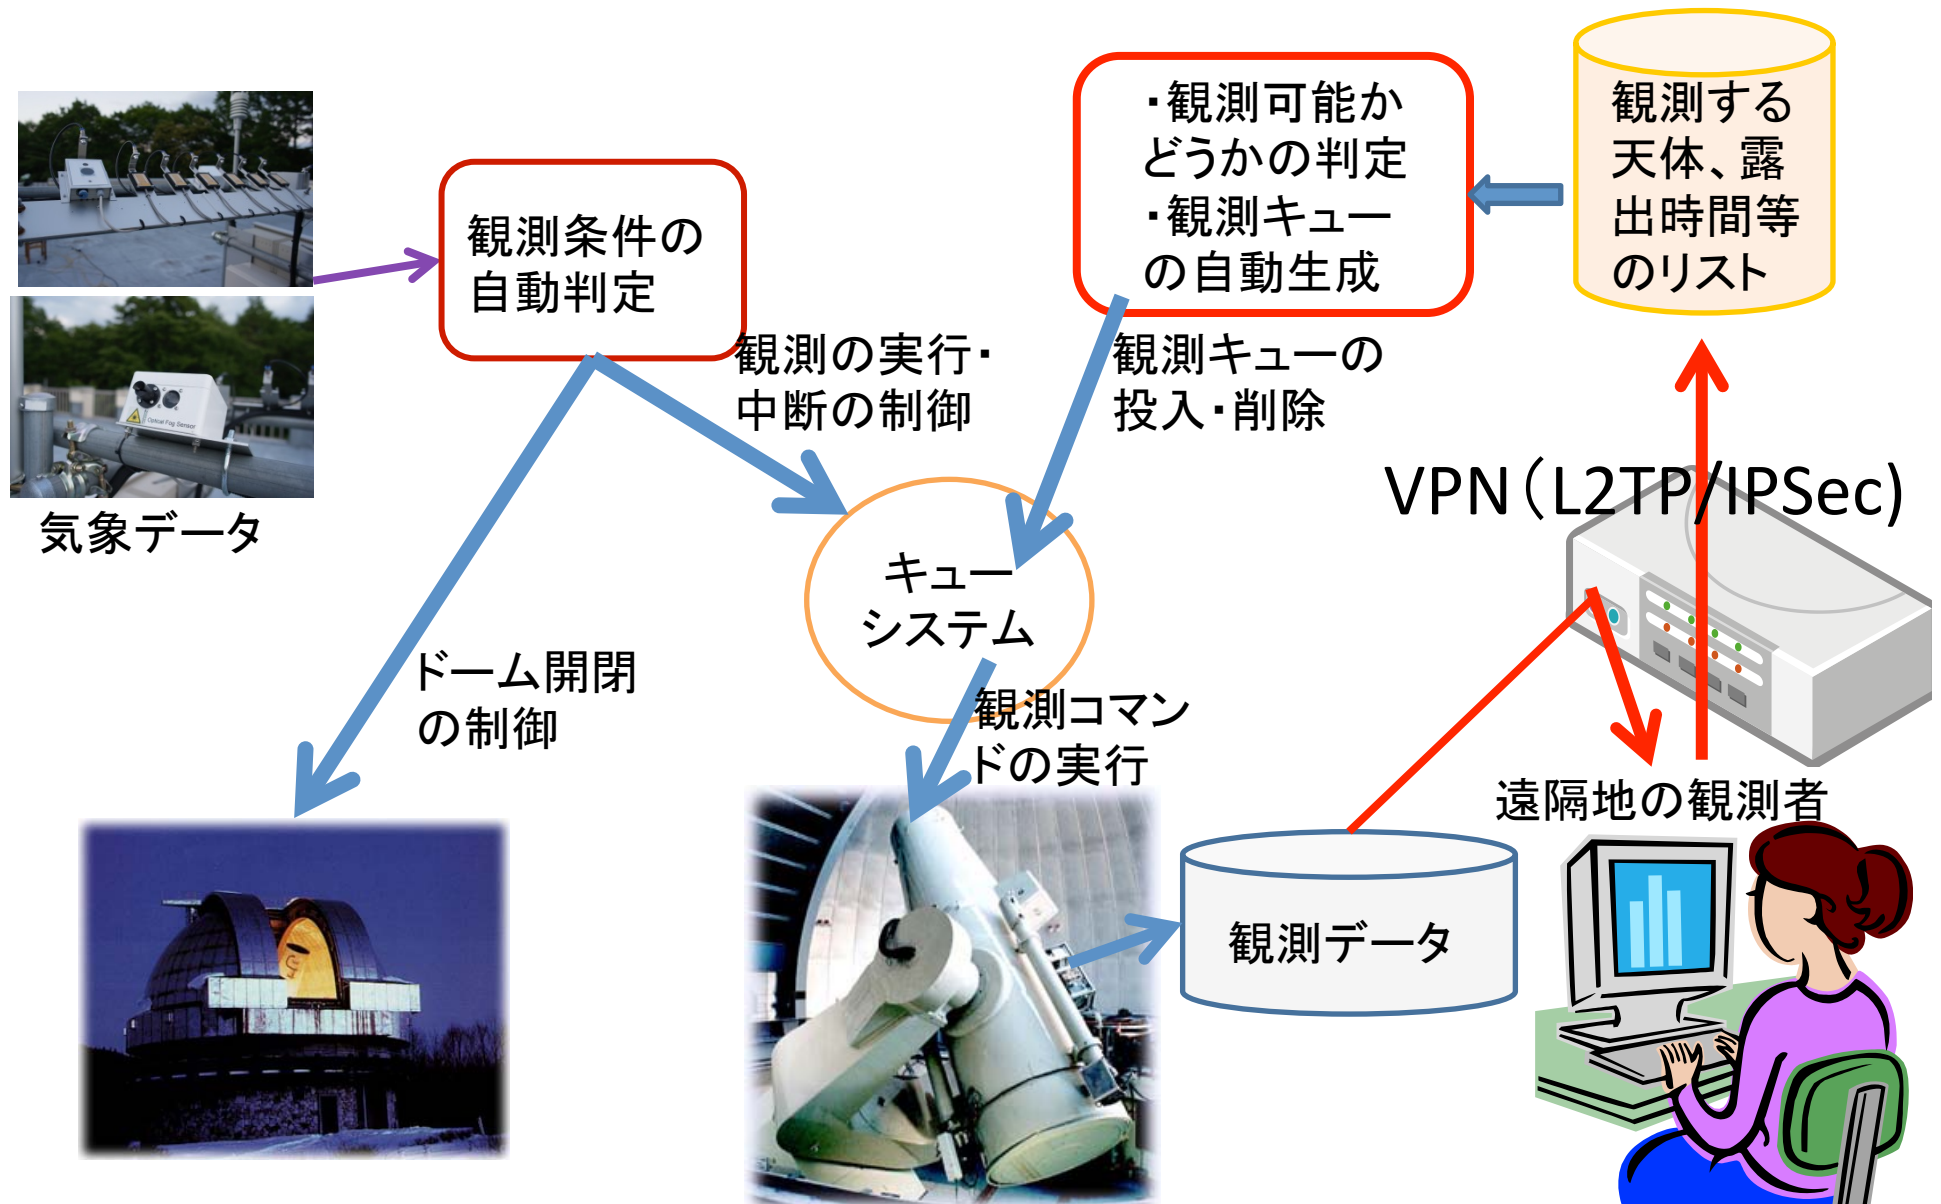 ・観測可能か
どうかの判定
・観測キュー
の自動生成
観測する
天体、露
出時間等
のリスト
観測条件の
自動判定
観測の実行・
中断の制御
観測キューの
投入・削除
VPN（L2TP/IPSec)
Optical Fog Sensor
気象データ
キュー
システム
ドーム開閉
の制御
観測コマン
ドの実行
遠隔地の観測者
観測データ